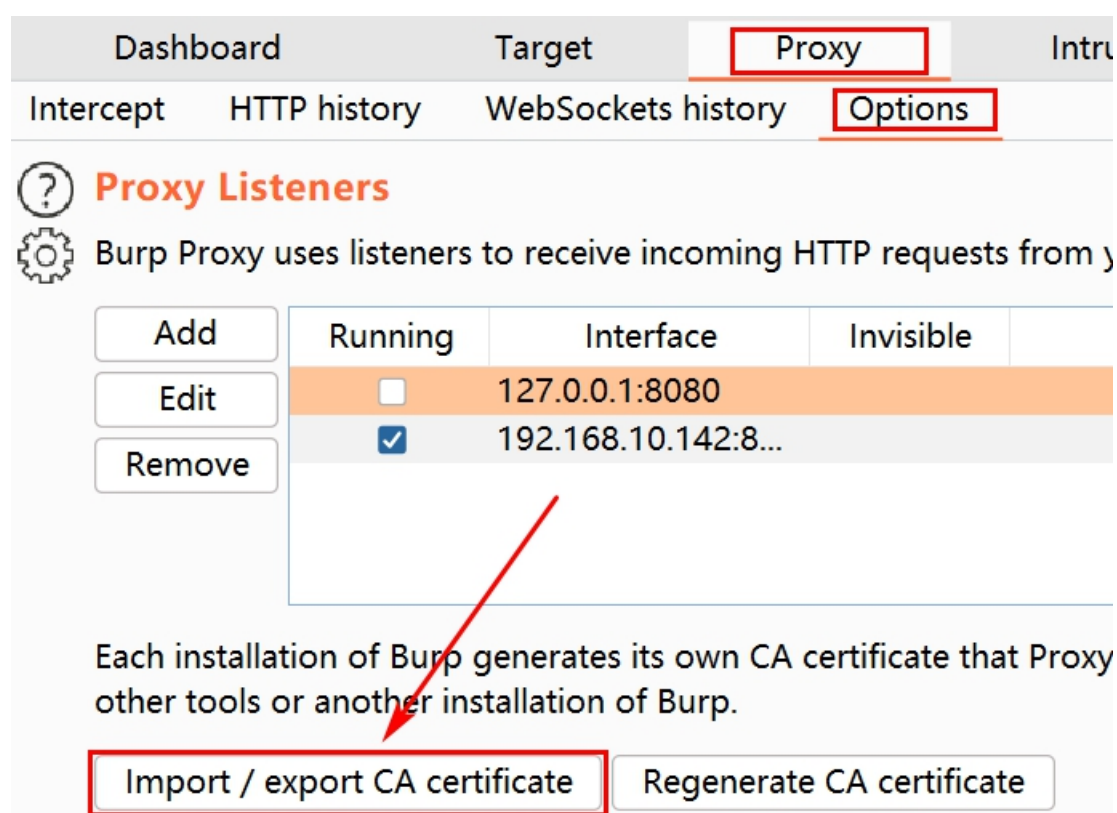 Dashboard Target Proxy Intru
Intercept HTTP history WebSockets history Options
? Proxy Listeners
Burp Proxy uses listeners to receive incoming HTTP requests from y
Add Running Interface Invisible
Edit 127.0.0.1:8080
Remove 192.168.10.142:8...
Each installation of Burp generates its own CA certificate that Proxy
other tools or another installation of Burp.
Import / export CA certificate Regenerate CA certificate